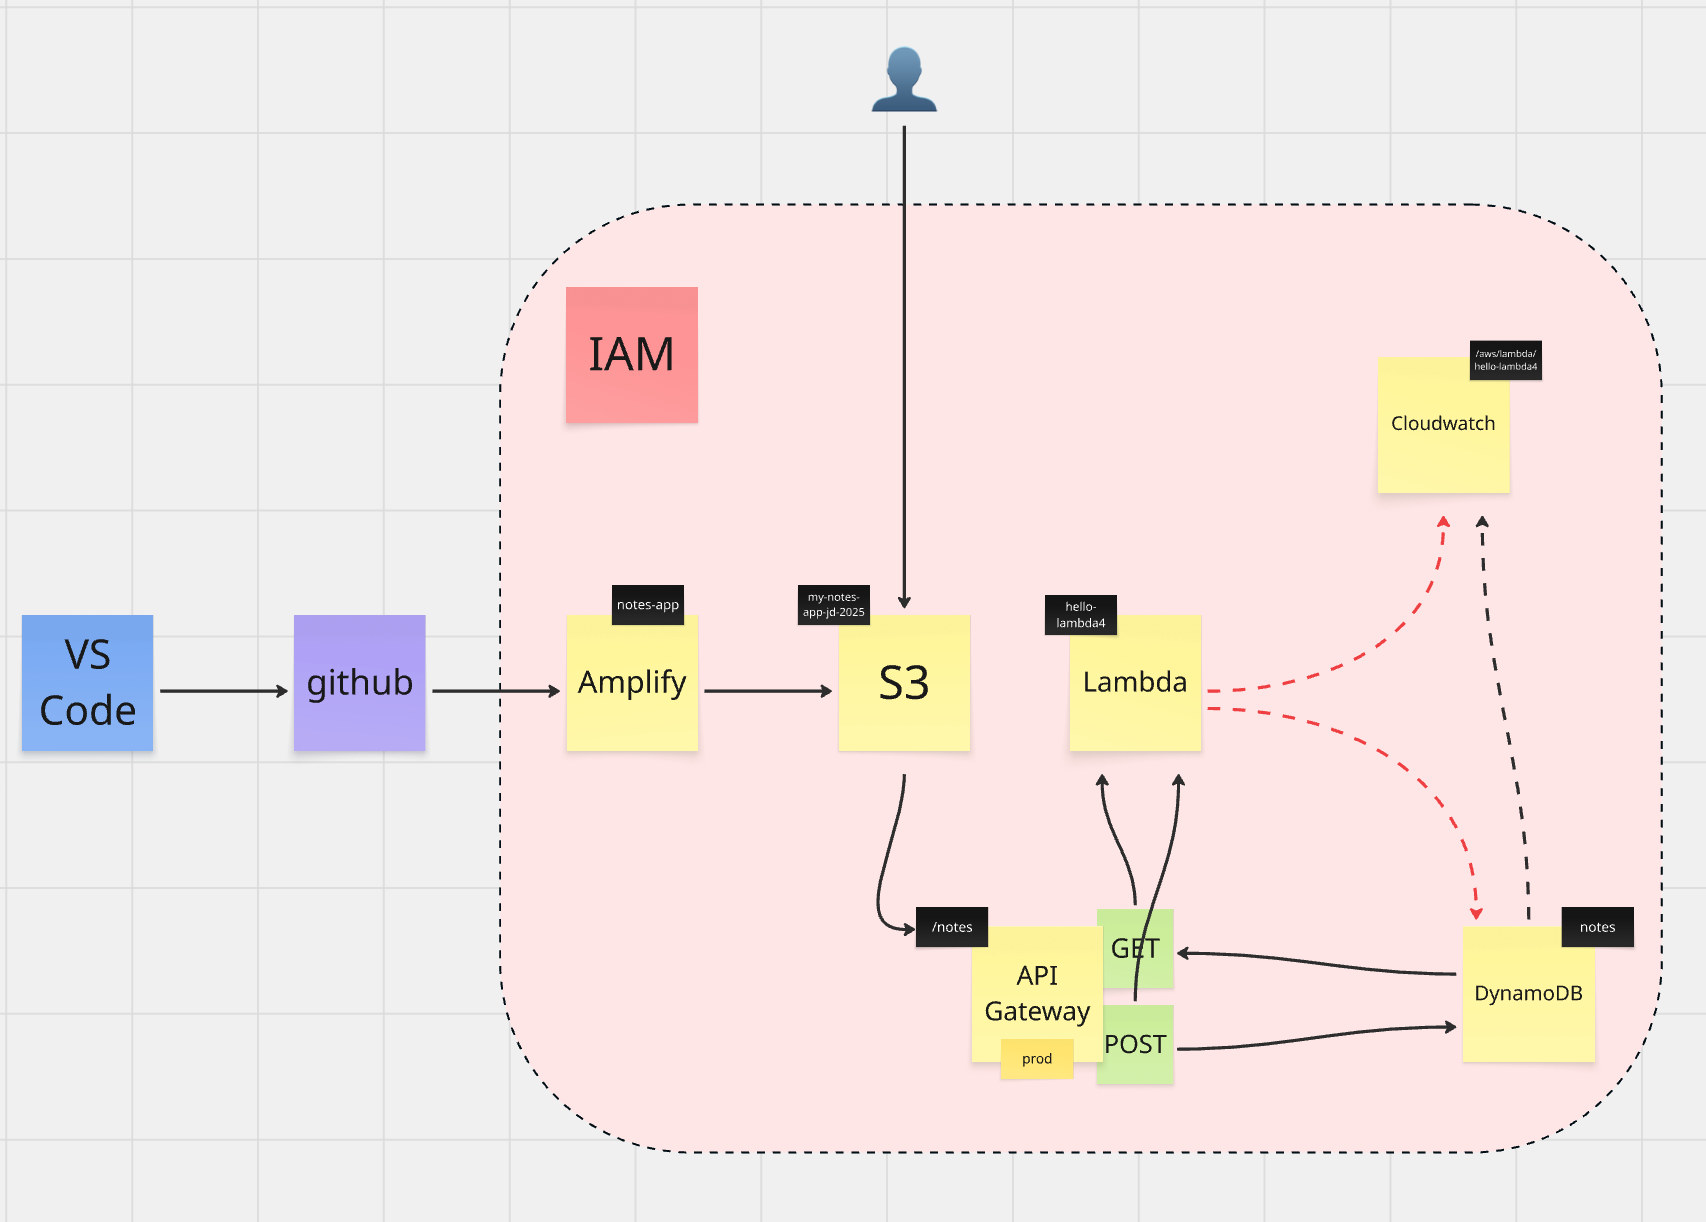 IAM
/aws/lambda/
hello-lambda4
Cloudwatch
VS
Code
github
notes-app
Amplify
my-notes-
app-jd-2025
S3
hello-
lambda4
Lambda
/notes
API
Gateway
prod
GET
POST
notes
DynamoDB